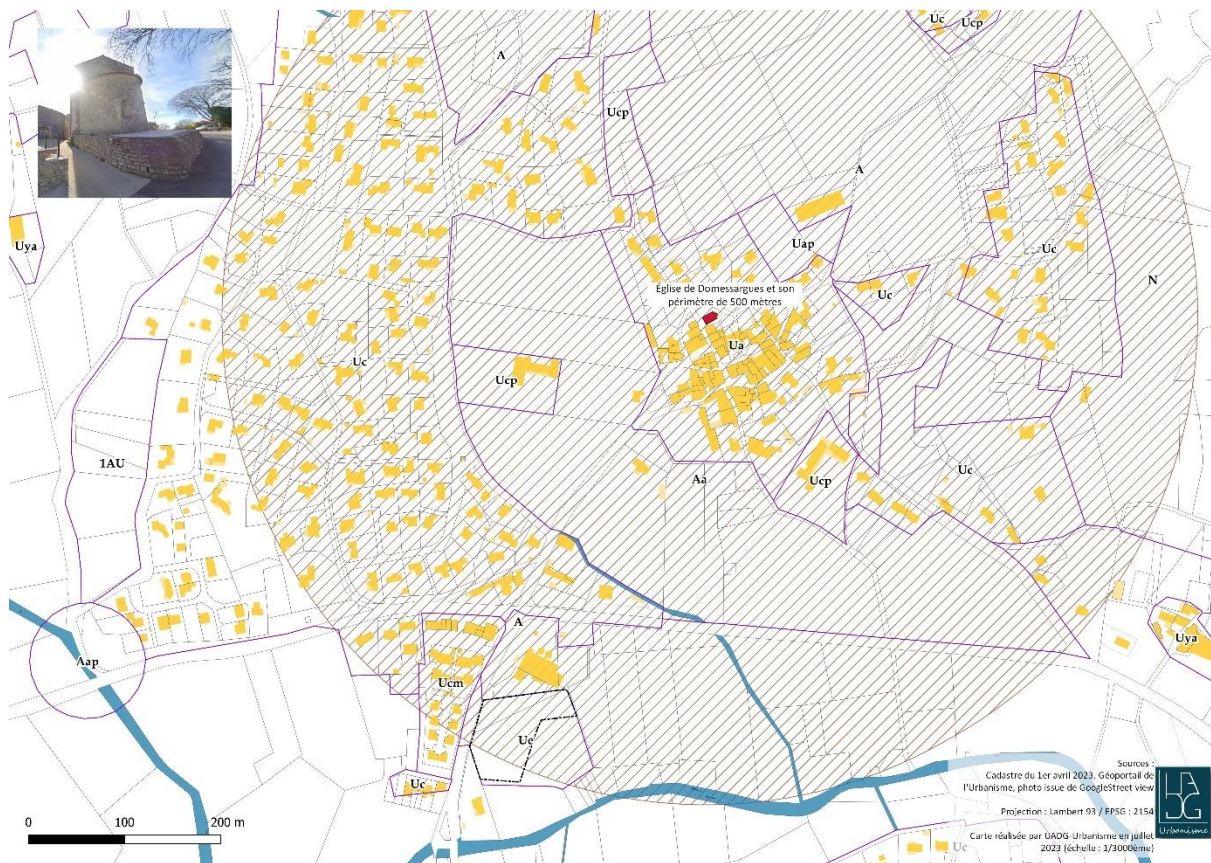 Uc
Ucp
A
Ucp
A
Uya
Uap
Uc
Uc
N
Église de Domessargues et son
périmètre de 500 mètres
Uc
Ua
Ucp
1AU
Aa
Ucp
Uc
A
Aap
Ucm
Uya
Uc
Uc
Sources :
Cadastre du 1er avril 2023, Géoportail de
l'Urbanisme, photo issue de GoogleStreet view
Projection : Lambert 93 / EPSG : 2154
Carte réalisée par UADG-Urbanisme en juillet
2023 (échelle : 1/3000ème)
Uc
UADG
Urbanisme
0 100 200 m